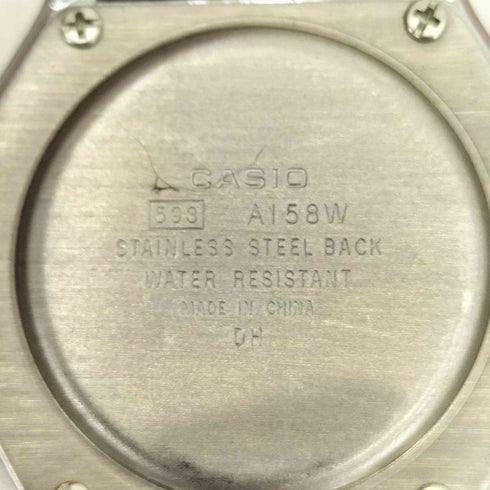 CASIO
593 A158W
STAINLESS STEEL BACK
WATER RESISTANT
MADE IN CHINA
DH